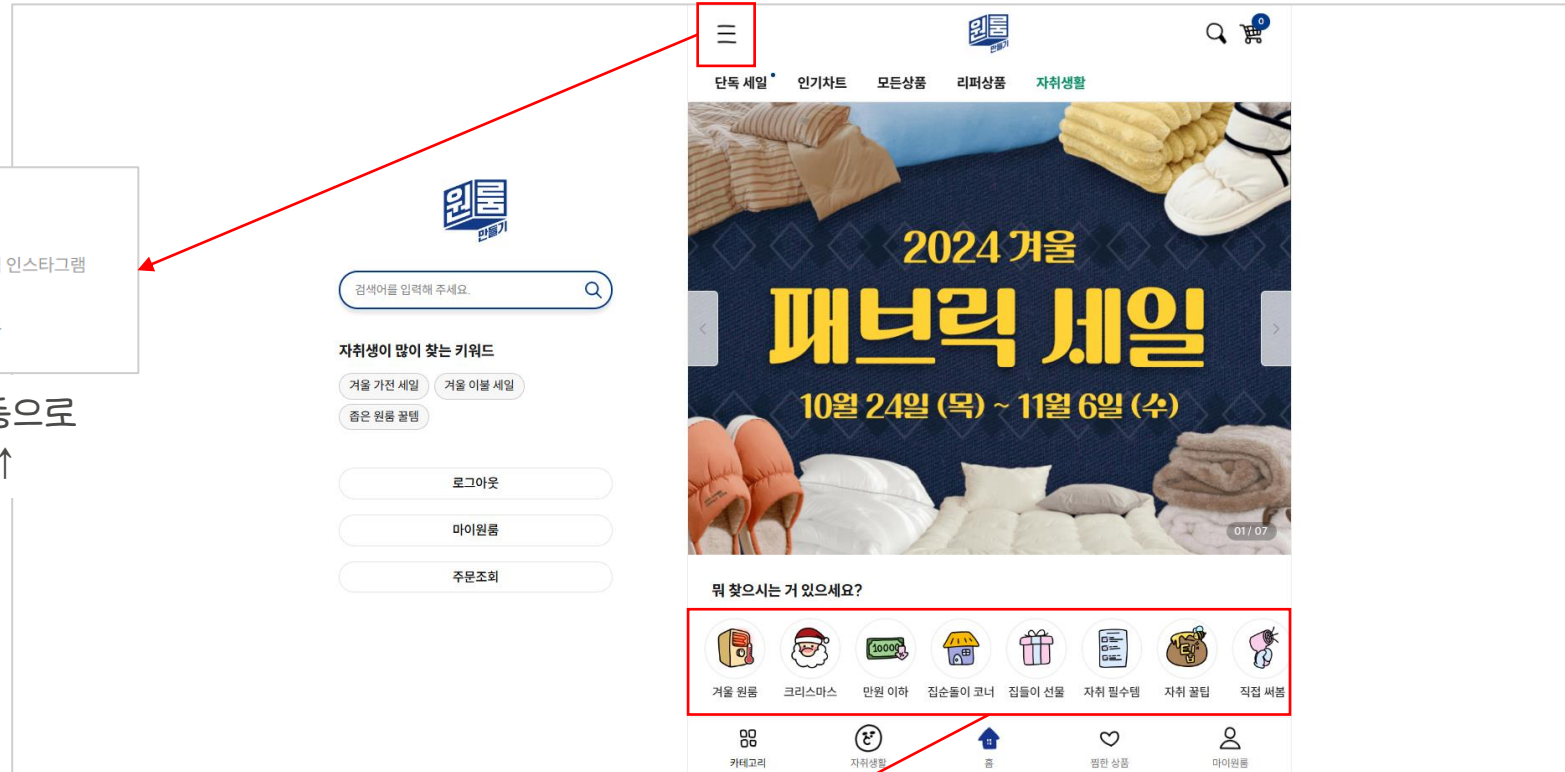 인스타그램
등으로
↑
원룸
만들기
검색어를 입력해 주세요.
자취생이 많이 찾는 키워드
겨울 가전 세일 겨울 이불 세일
좁은 원룸 꿀템
로그아웃
마이원룸
주문조회
원룸
만들기
0
단독 세일 인기차트 모든상품 리퍼상품 자취생활
2024 겨울
패브릭 세일
10월 24일 (목) ~ 11월 6일 (수)
< >
01 / 07
뭐 찾으시는 거 있으세요?
10000
겨울 원룸 크리스마스 만원 이하 집순돌이 코너 집들이 선물 자취 필수템 자취 꿀팁 직접 써봄
카테고리 자취생활 홈 찜한 상품 마이원룸